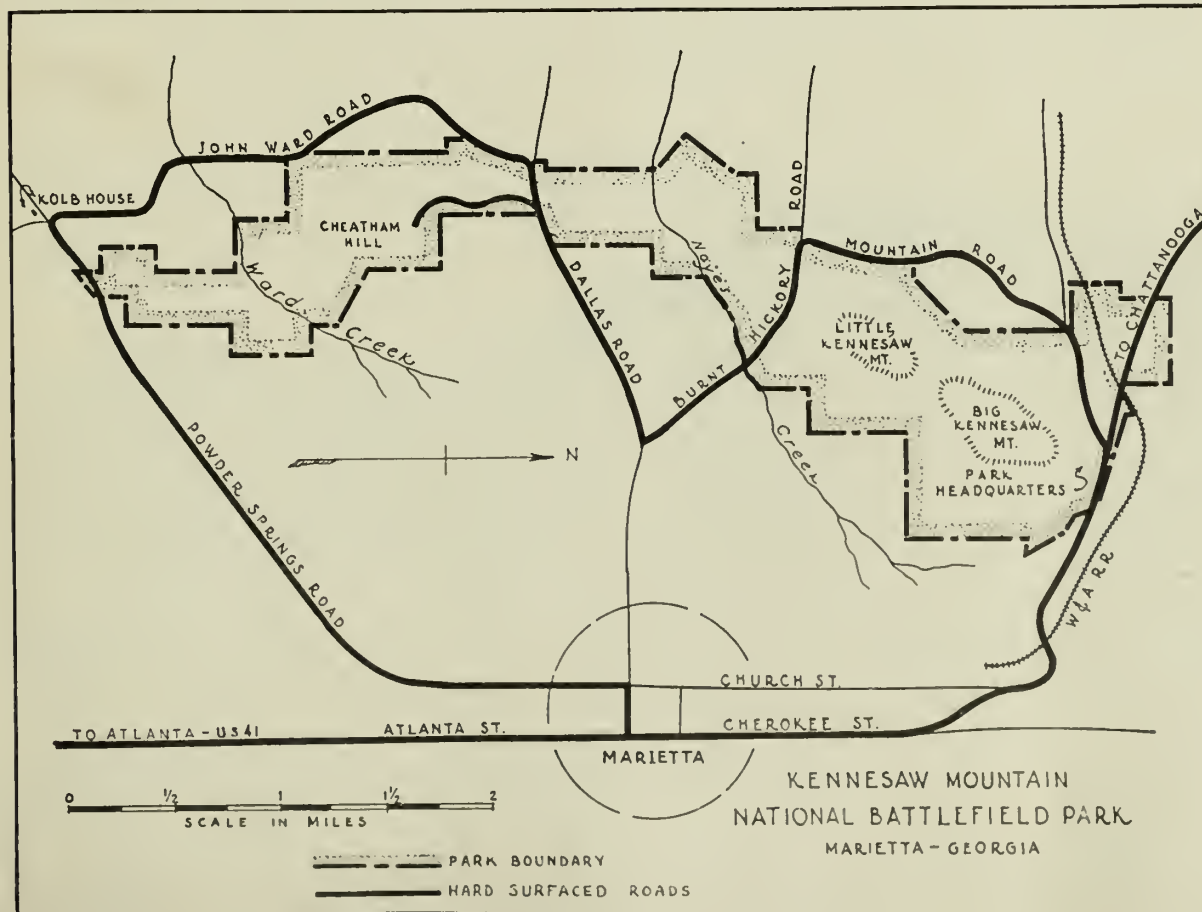 JOHN WARD ROAD
KOLB HOUSE
CHEATHAM
HILL
Ward Creek
DALLAS ROAD
Noyes Creek
BURNT HICKORY ROAD
MOUNTAIN ROAD
TO CHATTANOOGA
LITTLE
KENNESAW
MT.
BIG
KENNESAW
MT.
PARK
HEADQUARTERS
N
POWDER SPRINGS ROAD
W & A RR
CHURCH ST.
TO ATLANTA - US 41
ATLANTA ST.
CHEROKEE ST.
MARIETTA
0 1/2 1 1 1/2 2
SCALE IN MILES
KENNESAW MOUNTAIN
NATIONAL BATTLEFIELD PARK
MARIETTA - GEORGIA
PARK BOUNDARY
HARD SURFACED ROADS